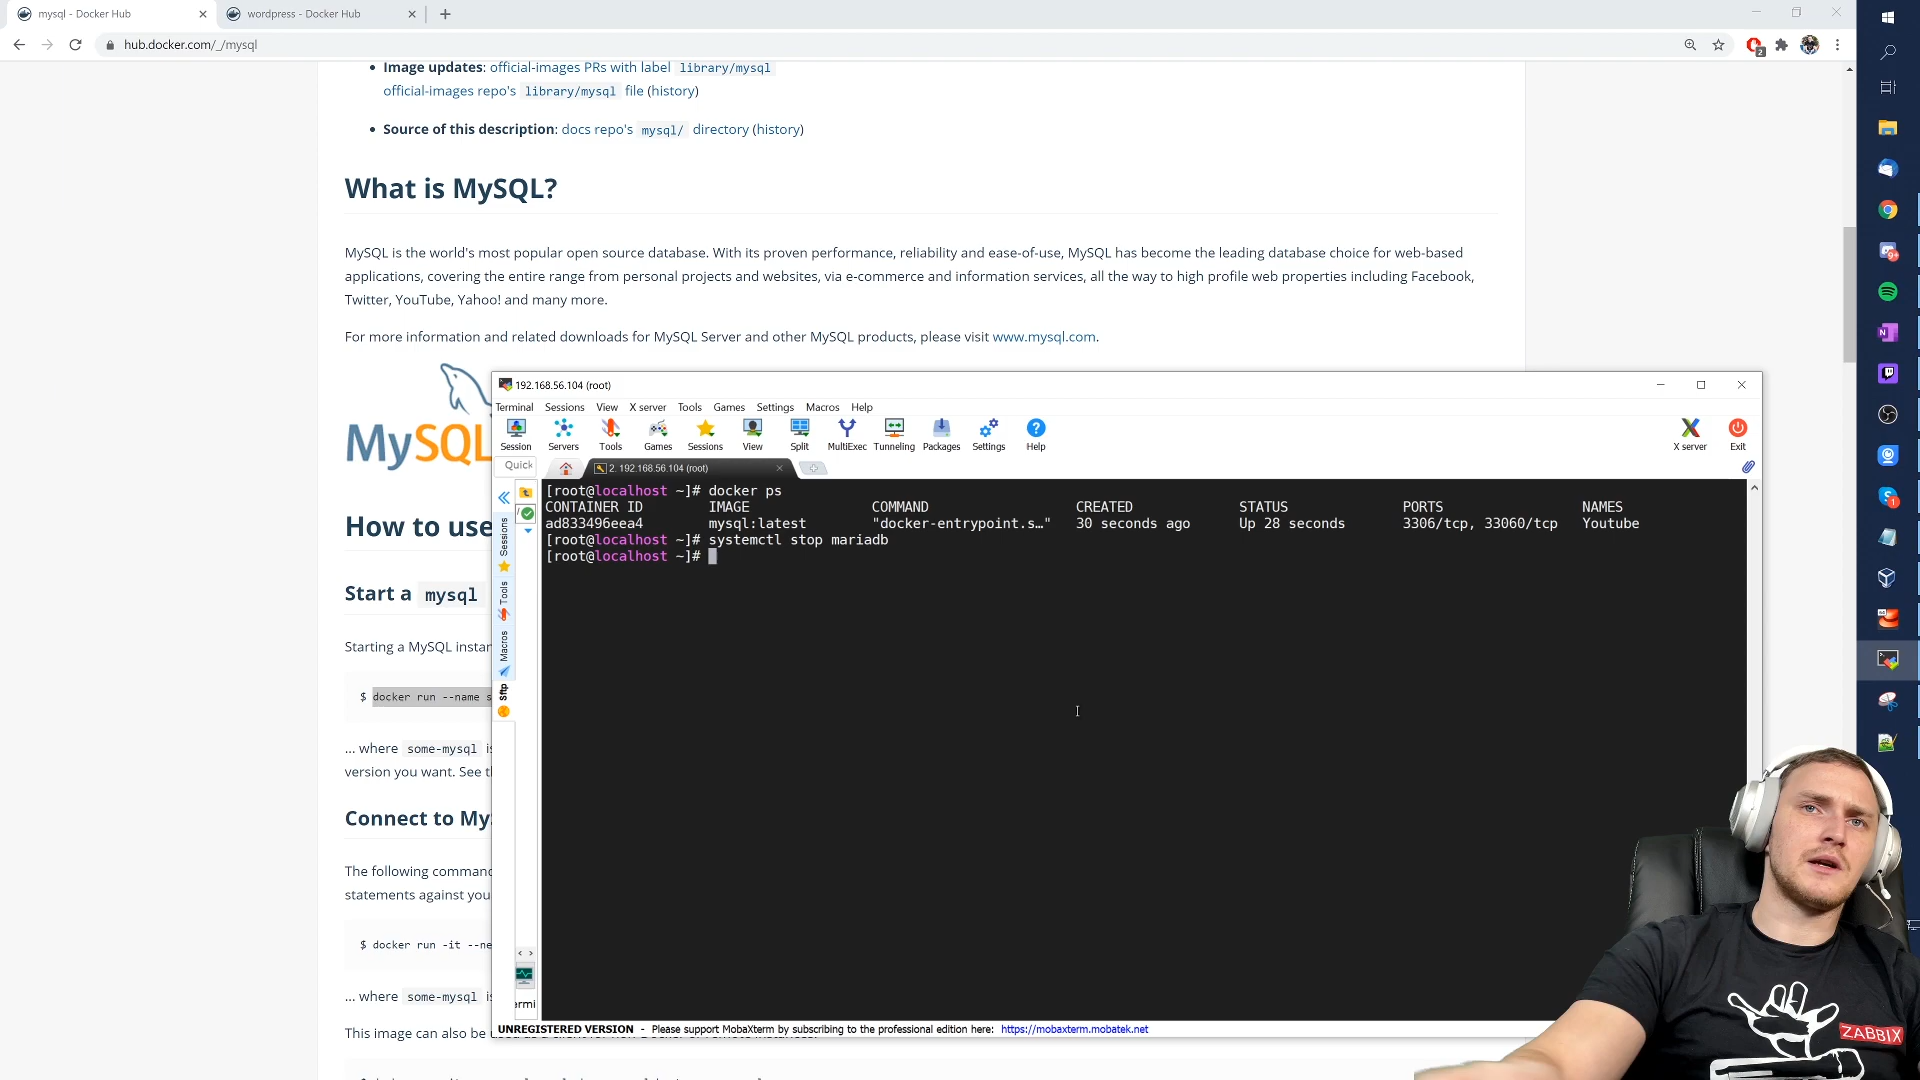 mysql - Docker Hub
wordpress - Docker Hub
hub.docker.com/_/mysql
Image updates: official-images PRs with label library/mysql
official-images repo's library/mysql file (history)
Source of this description: docs repo's mysql/ directory (history)
What is MySQL?
MySQL is the world's most popular open source database. With its proven performance, reliability and ease-of-use, MySQL has become the leading database choice for web-based
applications, covering the entire range from personal projects and websites, via e-commerce and information services, all the way to high profile web properties including Facebook,
Twitter, YouTube, Yahoo! and many more.
For more information and related downloads for MySQL Server and other MySQL products, please visit www.mysql.com.
MySQL
How to use
Start a mysql
Starting a MySQL instan
$ docker run --name s
... where some-mysql is
version you want. See t
Connect to My
The following command
statements against you
$ docker run -it --ne
... where some-mysql is
This image can also be
192.168.56.104 (root)
Terminal Sessions View X server Tools Games Settings Macros Help
Session Servers Tools Games Sessions View Split MultiExec Tunneling Packages Settings Help X server Exit
Quick
2. 192.168.56.104 (root)
Sessions
Tools
Macros
Sftp
[root@localhost ~]# docker ps
CONTAINER ID IMAGE COMMAND CREATED STATUS PORTS NAMES
ad833496eea4 mysql:latest "docker-entrypoint.s…" 30 seconds ago Up 28 seconds 3306/tcp, 33060/tcp Youtube
[root@localhost ~]# systemctl stop mariadb
[root@localhost ~]#
ermi
UNREGISTERED VERSION - Please support MobaXterm by subscribing to the professional edition here: https://mobaxterm.mobatek.net
ZABBIX